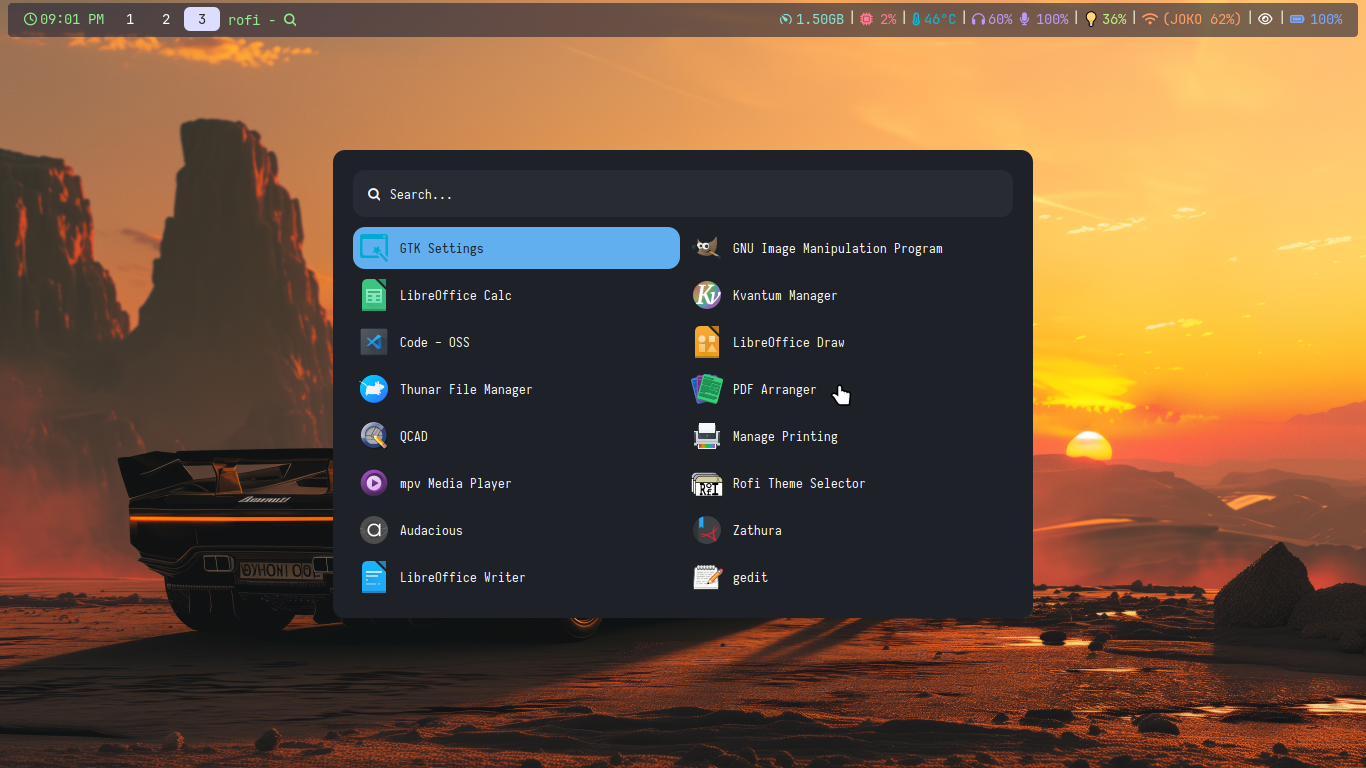 09:01 PM 1 2 3 rofi - 1.50GB | 2% | 46°C | 60% 100% | 36% | (JOKO 62%) | | 100%
Search...
GTK Settings
GNU Image Manipulation Program
LibreOffice Calc
Kvantum Manager
Code - OSS
LibreOffice Draw
Thunar File Manager
PDF Arranger
QCAD
Manage Printing
mpv Media Player
Rofi Theme Selector
Audacious
Zathura
LibreOffice Writer
gedit